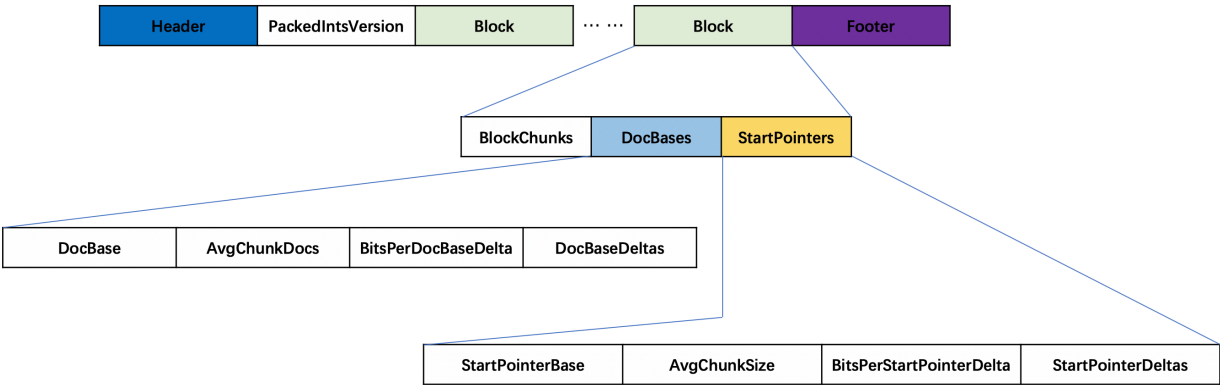 Header PackedIntsVersion Block ... ... Block Footer
BlockChunks DocBases StartPointers
DocBase AvgChunkDocs BitsPerDocBaseDelta DocBaseDeltas
StartPointerBase AvgChunkSize BitsPerStartPointerDelta StartPointerDeltas